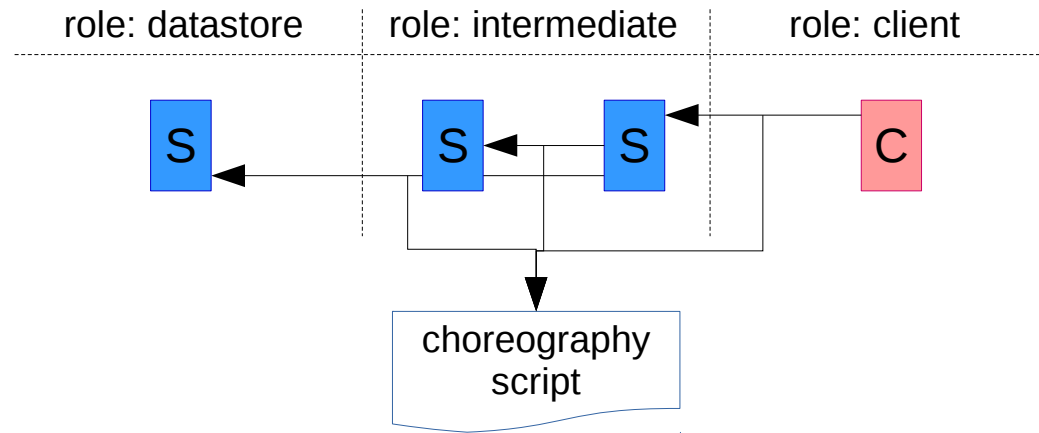 role: datastore
role: intermediate
role: client
S
S
S
C
choreography
script